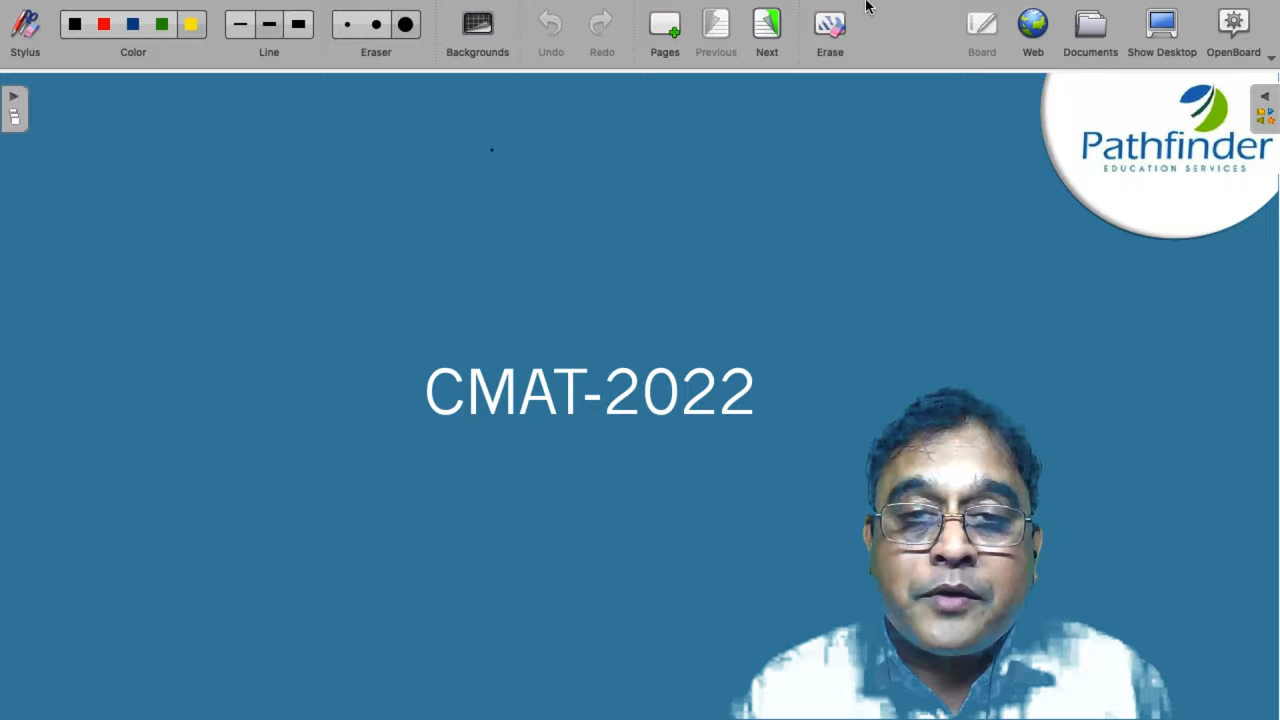 Stylus
Color
Line
Eraser
Backgrounds
Undo
Redo
Pages
Previous
Next
Erase
Board
Web
Documents
Show Desktop
OpenBoard
Pathfinder
EDUCATION SERVICES
CMAT-2022